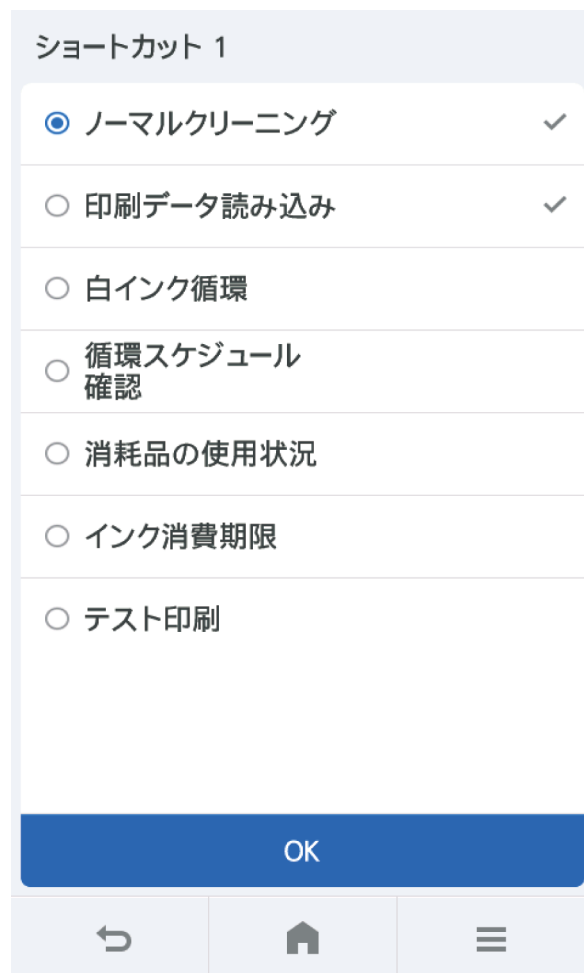 ショートカット 1
ノーマルクリーニング
印刷データ読み込み
白インク循環
循環スケジュール
確認
消耗品の使用状況
インク消費期限
テスト印刷
OK